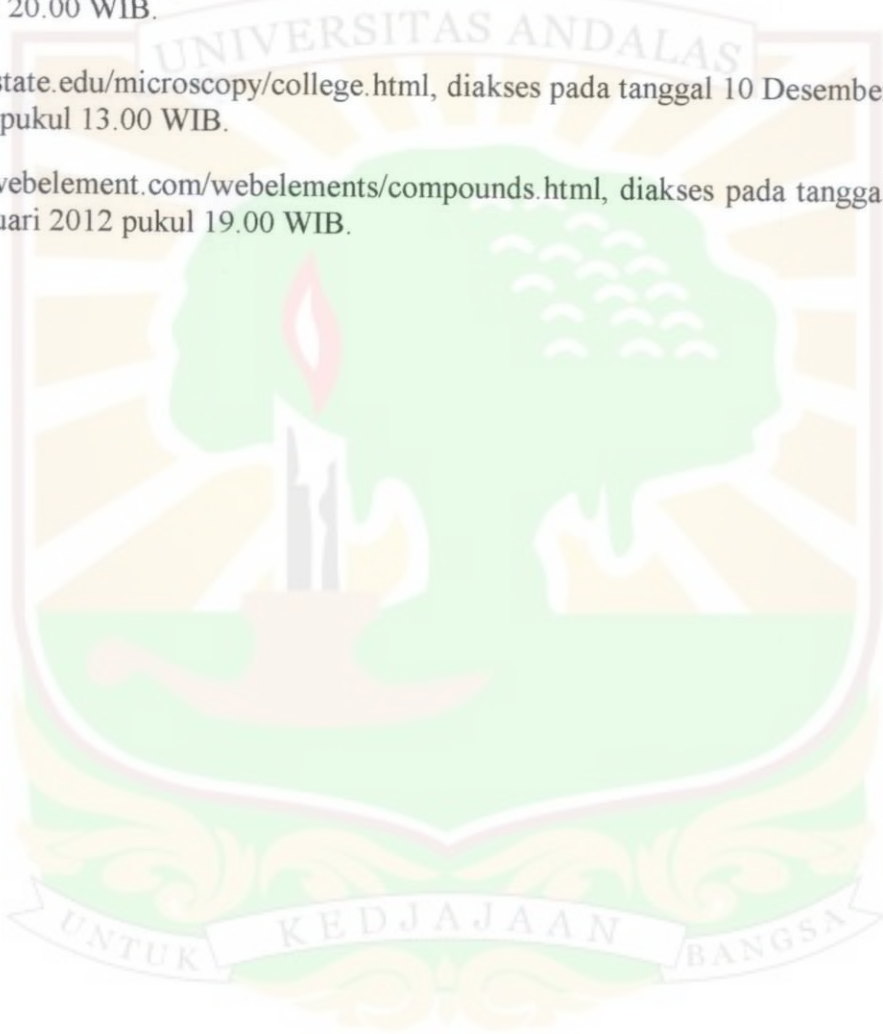 20.00 WIB.
UNIVERSITAS ANDALAS
state.edu/microscopy/college.html, diakses pada tanggal 10 Desembe
pukul 13.00 WIB.
webelement.com/webelements/compounds.html, diakses pada tangga
uari 2012 pukul 19.00 WIB.
UNTUK KEDJAJAAN BANGSA